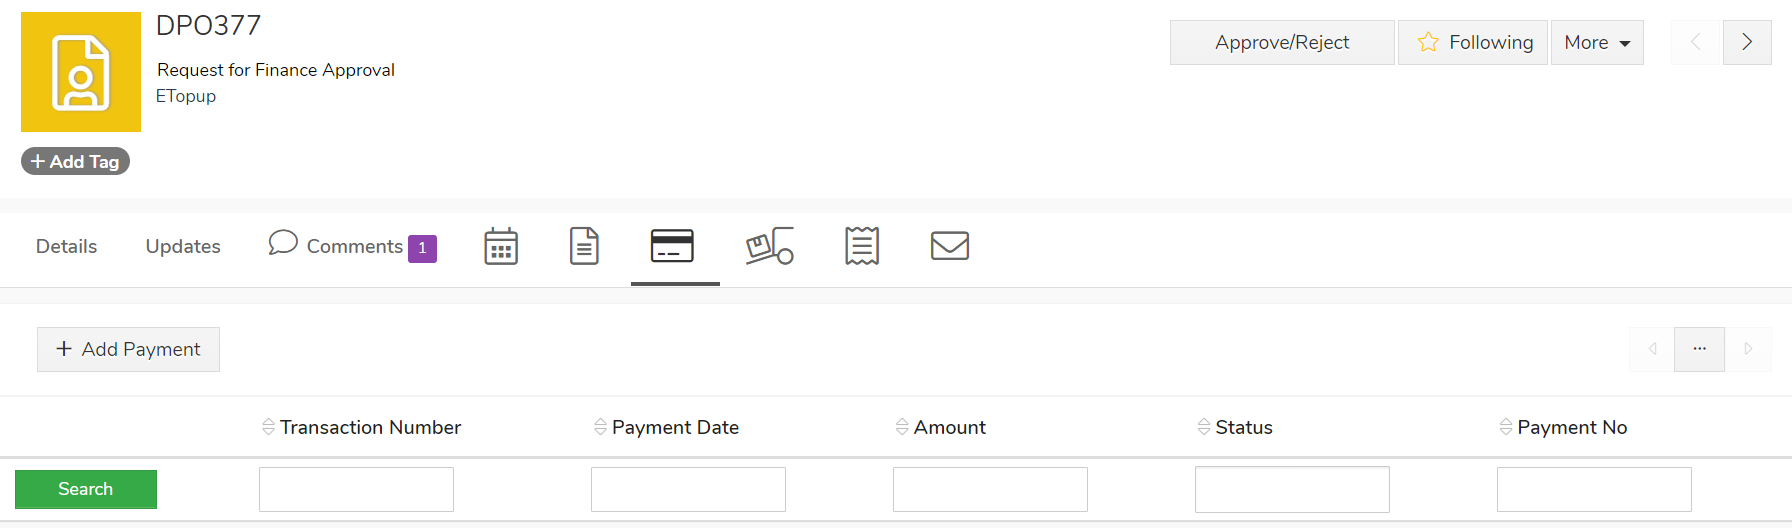 DPO377
Request for Finance Approval
ETopup
+ Add Tag
Approve/Reject
Following
More
Details
Updates
Comments 1
+ Add Payment
...
Transaction Number
Payment Date
Amount
Status
Payment No
Search